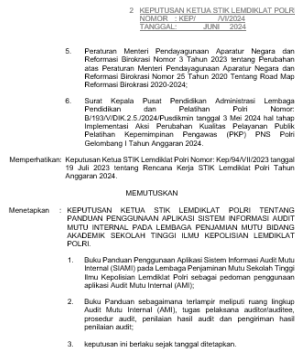 2 KEPUTUSAN KETUA STIK LEMDIKLAT POLRI
NOMOR : KEP/ /VI/2024
TANGGAL: JUNI 2024
5. Peraturan Menteri Pendayagunaan Aparatur Negara dan
Reformasi Birokrasi Nomor 3 Tahun 2023 tentang Perubahan
atas Peraturan Menteri Pendayagunaan Aparatur Negara dan
Reformasi Birokrasi Nomor 25 Tahun 2020 Tentang Road Map
Reformasi Birokrasi 2020-2024;
6. Surat Kepala Pusat Pendidikan Administrasi Lembaga
Pendidikan dan Pelatihan Polri Nomor:
B/193/V/DIK.2.5./2024/Pusdikmin tanggal 3 Mei 2024 hal tahap
Implementasi Aksi Perubahan Kualitas Pelayanan Publik
Pelatihan Kepemimpinan Pengawas (PKP) PNS Polri
Gelombang I Tahun Anggaran 2024.
Memperhatikan: Keputusan Ketua STIK Lemdiklat Polri Nomor: Kep/94/VII/2023 tanggal
19 Juli 2023 tentang Rencana Kerja STIK Lemdiklat Polri Tahun
Anggaran 2024.
MEMUTUSKAN
Menetapkan : KEPUTUSAN KETUA STIK LEMDIKLAT POLRI TENTANG
PANDUAN PENGGUNAAN APLIKASI SISTEM INFORMASI AUDIT
MUTU INTERNAL PADA LEMBAGA PENJAMIAN MUTU BIDANG
AKADEMIK SEKOLAH TINGGI ILMU KEPOLISIAN LEMDIKLAT
POLRI.
1. Buku Panduan Penggunaan Aplikasi Sistem Informasi Audit Mutu
Internal (SIAMI) pada Lembaga Penjaminan Mutu Sekolah Tinggi
Ilmu Kepolisian Lemdiklat Polri sebagai pedoman penggunaan
aplikasi Audit Mutu Internal (AMI);
2. Buku Panduan sebagaimana terlampir meliputi ruang lingkup
Audit Mutu Internal (AMI), tugas pelaksana auditor/auditee,
prosedur audit, penilaian hasil audit dan pengiriman hasil
penilaian audit;
3. keputusan ini berlaku sejak tanggal ditetapkan.